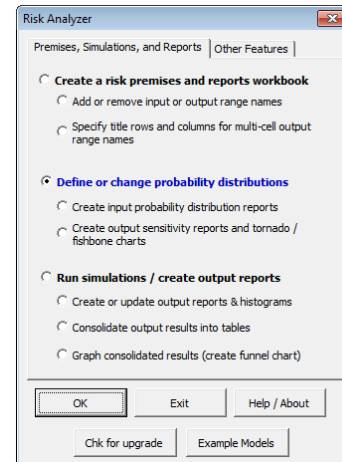 Risk Analyzer
Premises, Simulations, and Reports
Other Features
Create a risk premises and reports workbook
Add or remove input or output range names
Specify title rows and columns for multi-cell output
range names
Define or change probability distributions
Create input probability distribution reports
Create output sensitivity reports and tornado /
fishbone charts
Run simulations / create output reports
Create or update output reports & histograms
Consolidate output results into tables
Graph consolidated results (create funnel chart)
OK
Exit
Help / About
Chk for upgrade
Example Models